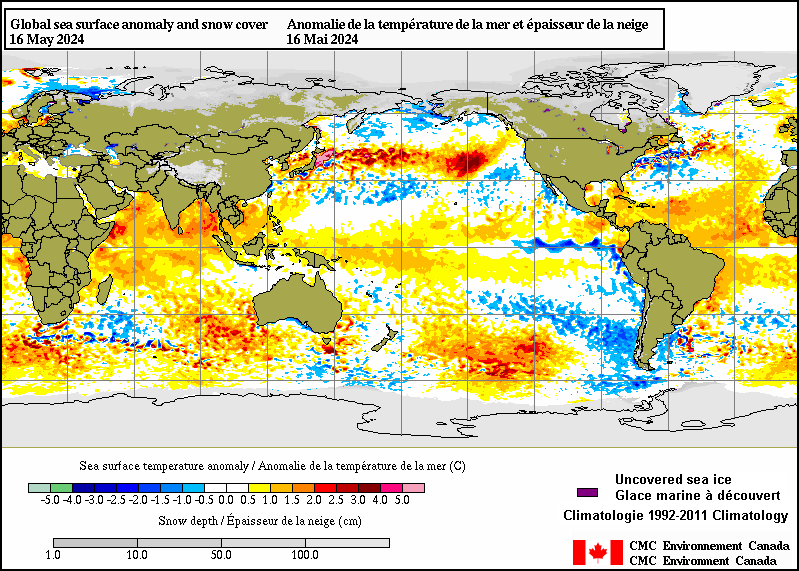 Global sea surface anomaly and snow cover Anomalie de la température de la mer et épaisseur de la neige
16 May 2024 16 Mai 2024
Sea surface temperature anomaly / Anomalie de la température de la mer (C)
-5.0 -4.0 -3.0 -2.5 -2.0 -1.5 -1.0 -0.5 0.0 0.5 1.0 1.5 2.0 2.5 3.0 4.0 5.0
Snow depth / Épaisseur de la neige (cm)
1.0 10.0 50.0 100.0
Uncovered sea ice
Glace marine à découvert
Climatologie 1992-2011 Climatology
CMC Environnement Canada
CMC Environment Canada